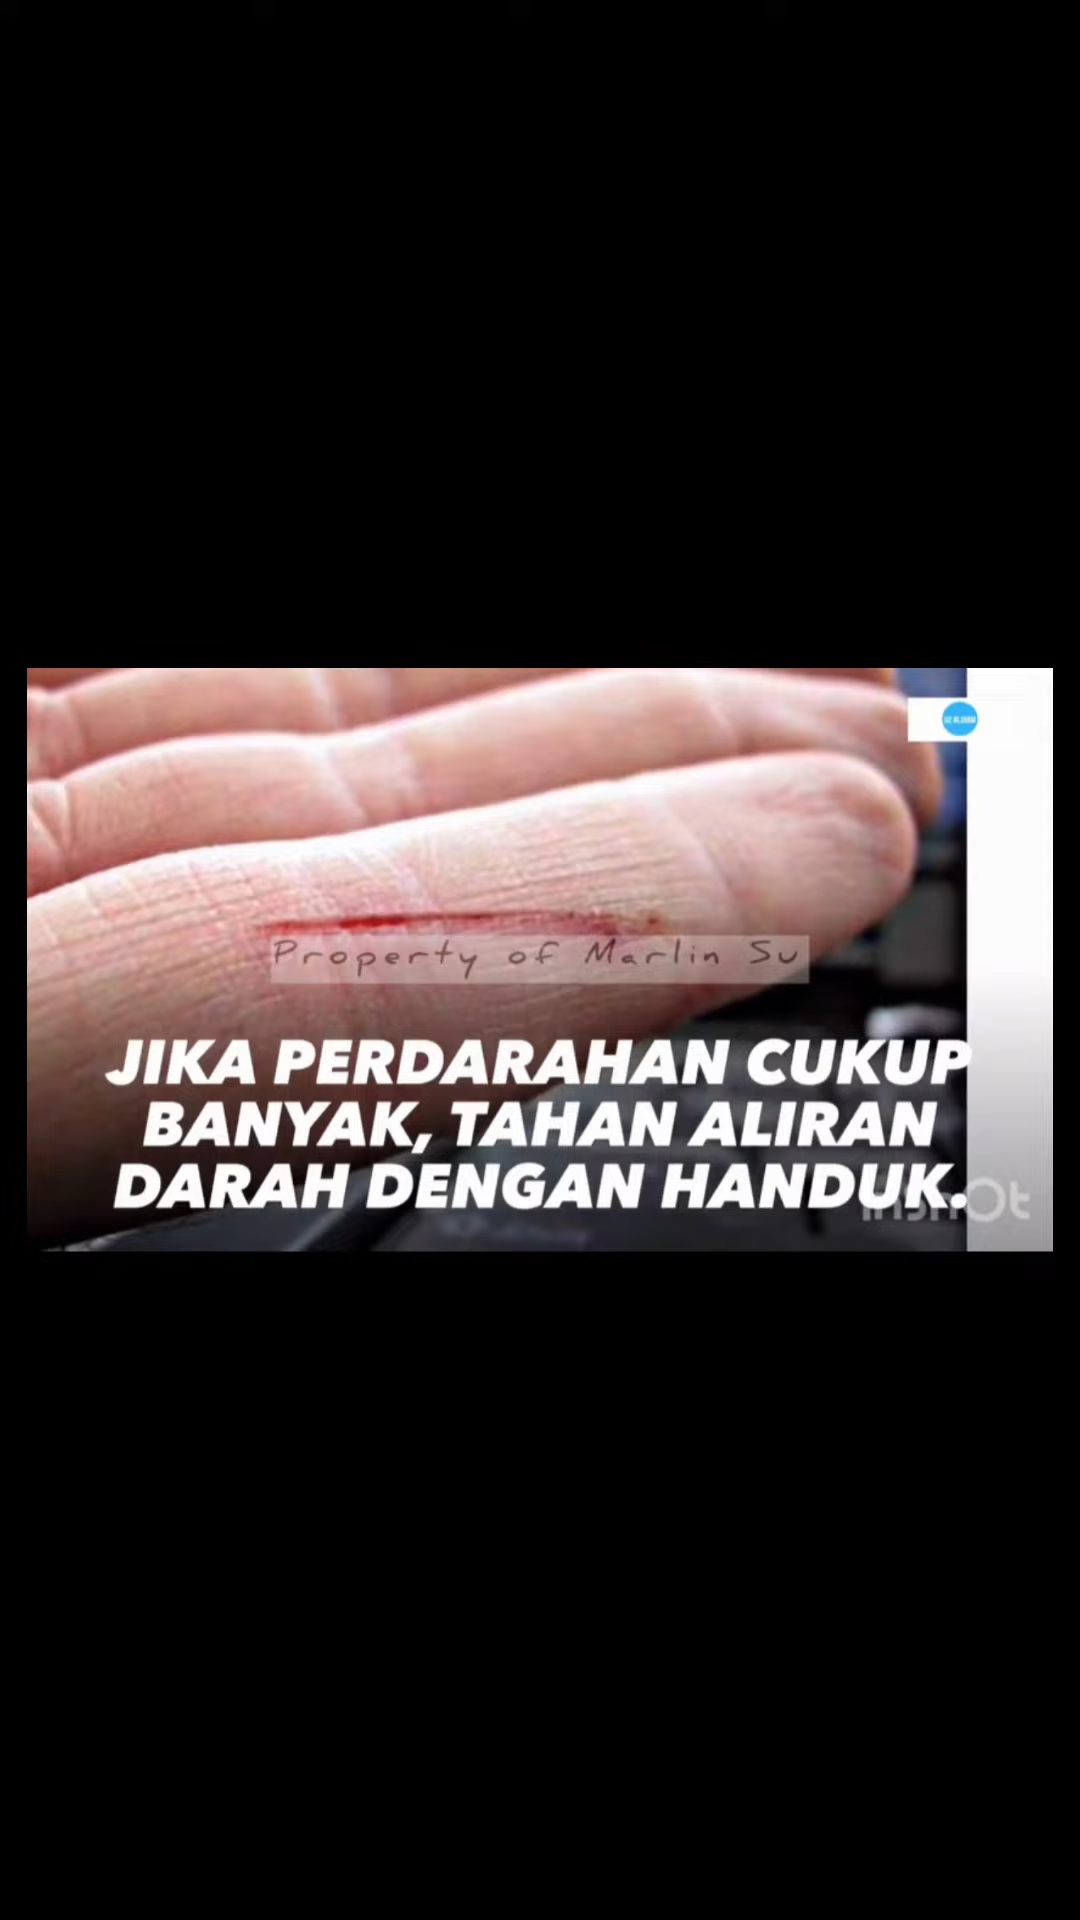 Property of Marlin Su
JIKA PERDARAHAN CUKUP
BANYAK, TAHAN ALIRAN
DARAH DENGAN HANDUK.